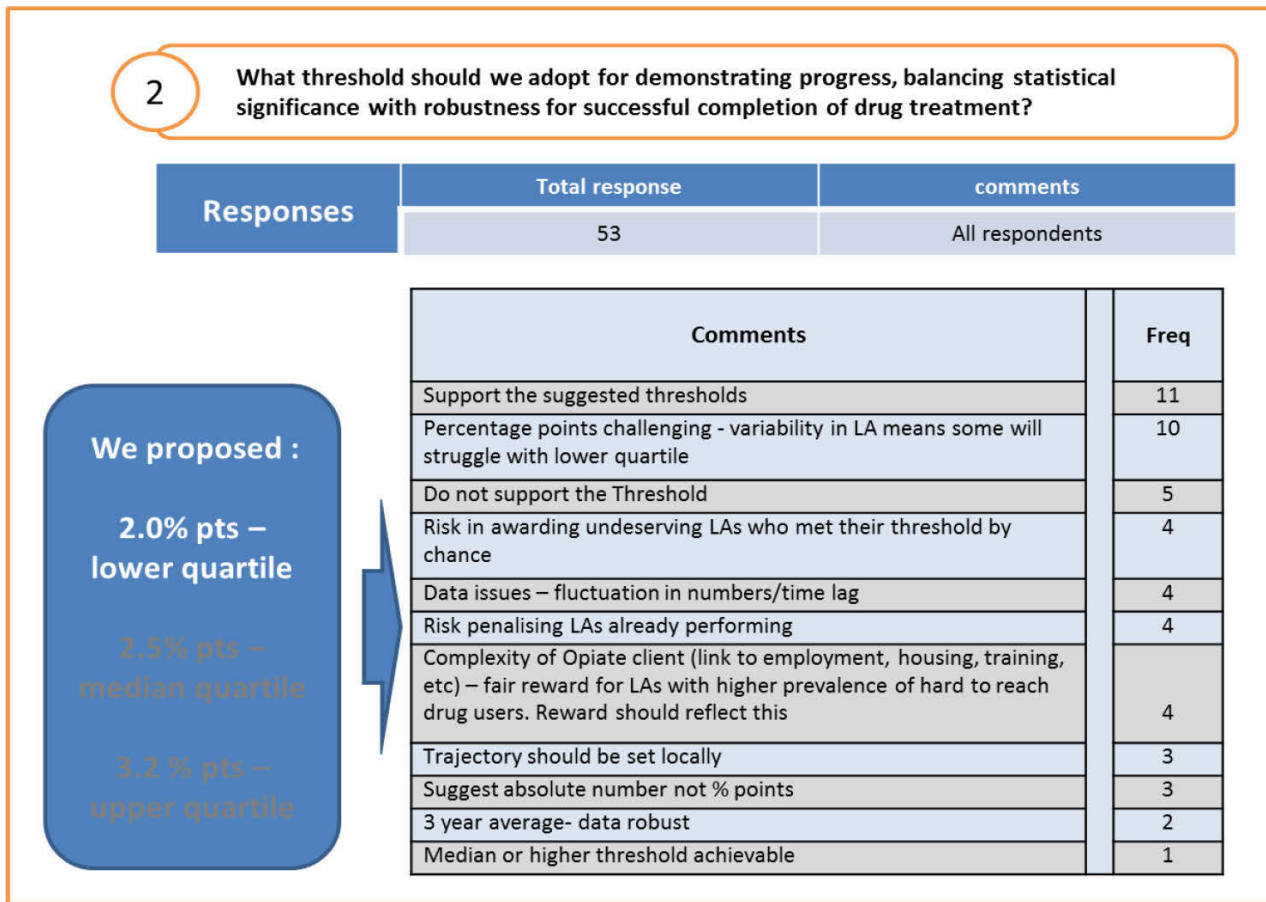 2
What threshold should we adopt for demonstrating progress, balancing statistical
significance with robustness for successful completion of drug treatment?
Responses
Total response
comments
53
All respondents
We proposed :
2.0% pts –
lower quartile
2.5% pts –
median quartile
3.2 % pts –
upper quartile
Comments
Freq
Support the suggested thresholds
11
Percentage points challenging - variability in LA means some will
struggle with lower quartile
10
Do not support the Threshold
5
Risk in awarding undeserving LAs who met their threshold by
chance
4
Data issues – fluctuation in numbers/time lag
4
Risk penalising LAs already performing
4
Complexity of Opiate client (link to employment, housing, training,
etc) – fair reward for LAs with higher prevalence of hard to reach
drug users. Reward should reflect this
4
Trajectory should be set locally
3
Suggest absolute number not % points
3
3 year average- data robust
2
Median or higher threshold achievable
1